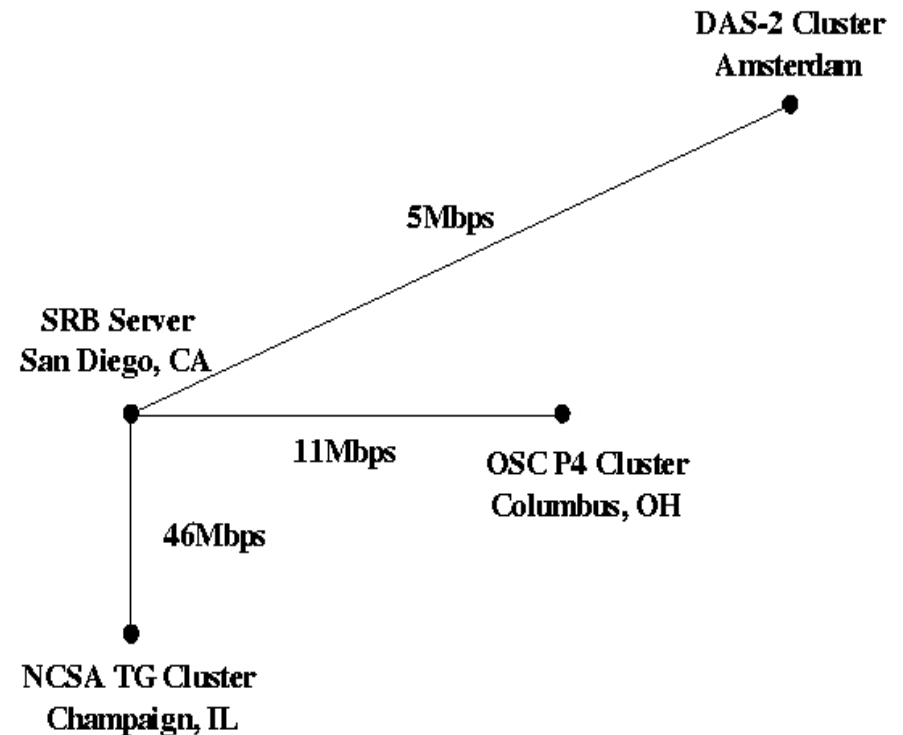 DAS-2 Cluster
Amsterdam
5Mbps
SRB Server
San Diego, CA
11Mbps
OSC P4 Cluster
Columbus, OH
46Mbps
NCSA TG Cluster
Champaign, IL